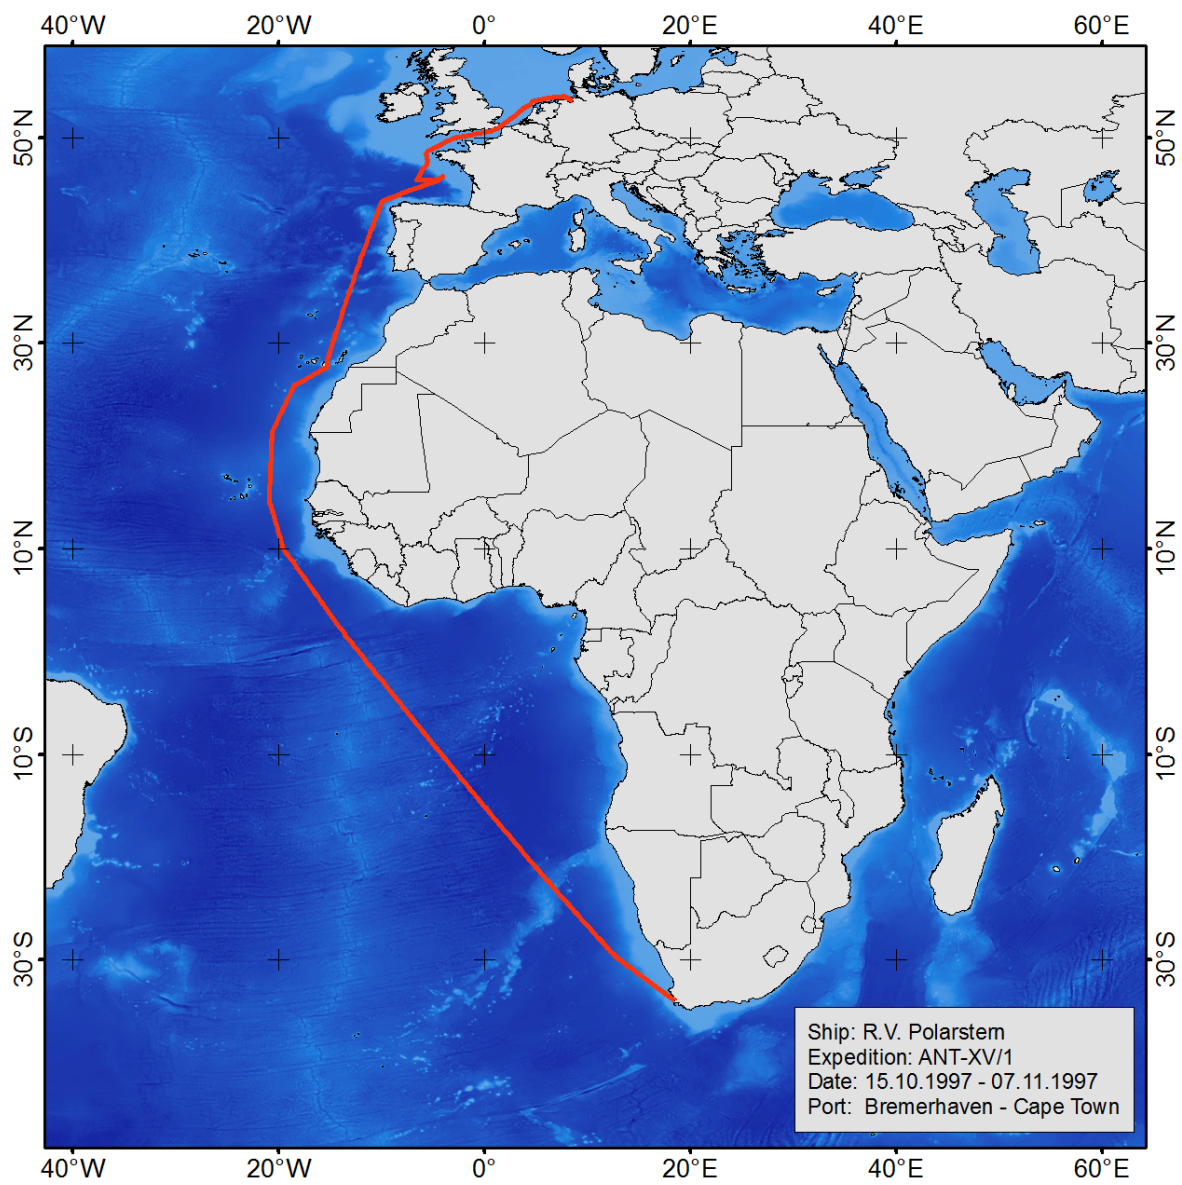 40°W 20°W 0° 20°E 40°E 60°E
50°N 50°N
30°N 30°N
10°N 10°N
10°S 10°S
30°S 30°S
Ship: R.V. Polarstern
Expedition: ANT-XV/1
Date: 15.10.1997 - 07.11.1997
Port: Bremerhaven - Cape Town
40°W 20°W 0° 20°E 40°E 60°E